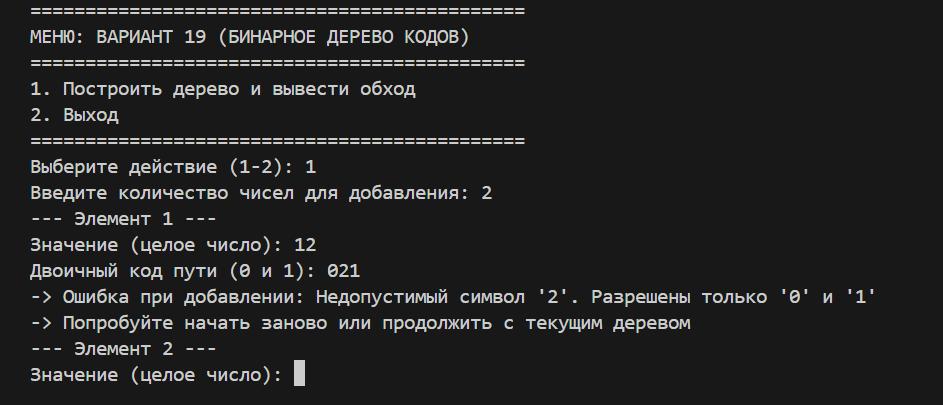 =============================================
МЕНЮ: ВАРИАНТ 19 (БИНАРНОЕ ДЕРЕВО КОДОВ)
=============================================
1. Построить дерево и вывести обход
2. Выход
=============================================
Выберите действие (1-2): 1
Введите количество чисел для добавления: 2
--- Элемент 1 ---
Значение (целое число): 12
Двоичный код пути (0 и 1): 021
-> Ошибка при добавлении: Недопустимый символ '2'. Разрешены только '0' и '1'
-> Попробуйте начать заново или продолжить с текущим деревом
--- Элемент 2 ---
Значение (целое число):